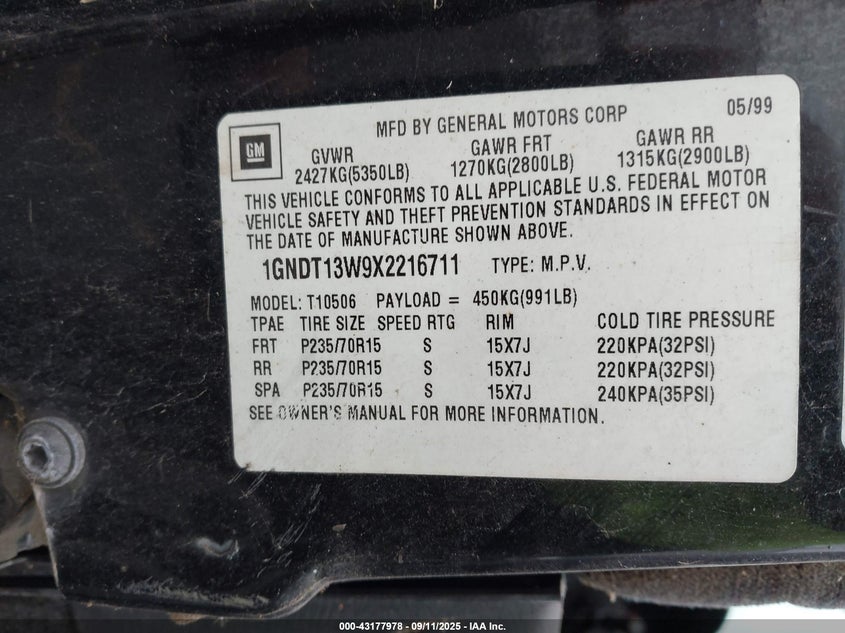 MFD BY GENERAL MOTORS CORP 05/99
GM
GVWR GAWR FRT GAWR RR
2427KG(5350LB) 1270KG(2800LB) 1315KG(2900LB)
THIS VEHICLE CONFORMS TO ALL APPLICABLE U.S. FEDERAL MOTOR
VEHICLE SAFETY AND THEFT PREVENTION STANDARDS IN EFFECT ON
THE DATE OF MANUFACTURE SHOWN ABOVE.
1GNDT13W9X2216711 TYPE: M.P.V.
MODEL: T10506 PAYLOAD = 450KG(991LB)
TPAE TIRE SIZE SPEED RTG RIM COLD TIRE PRESSURE
FRT P235/70R15 S 15X7J 220KPA(32PSI)
RR P235/70R15 S 15X7J 220KPA(32PSI)
SPA P235/70R15 S 15X7J 240KPA(35PSI)
SEE OWNER'S MANUAL FOR MORE INFORMATION.
000-43177978 - 09/11/2025 - IAA Inc.